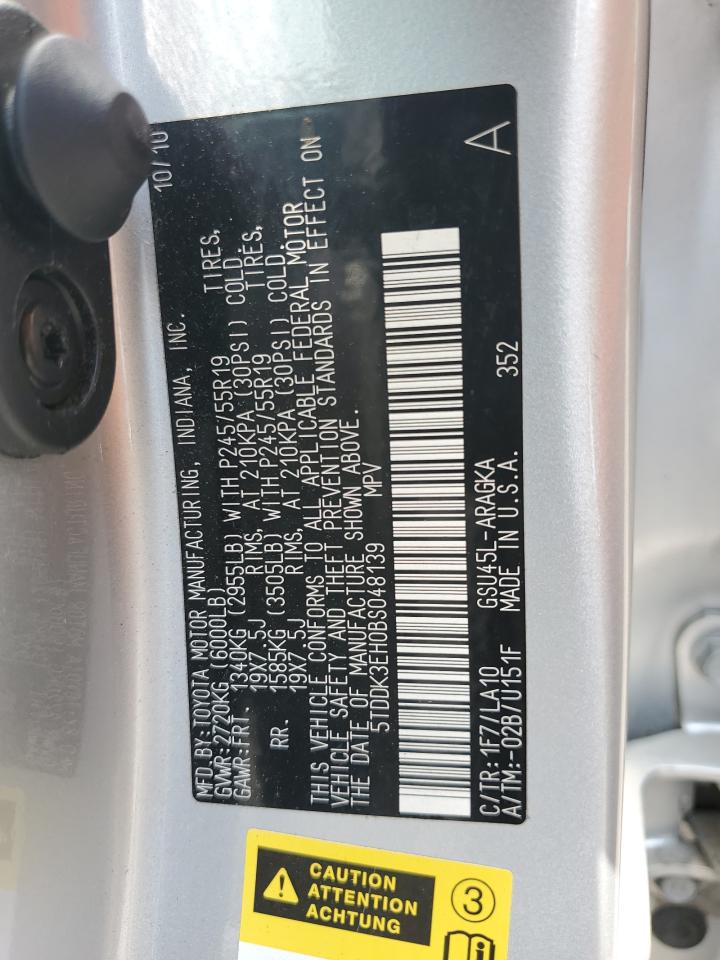 MFD.BY:TOYOTA MOTOR MANUFACTURING, INDIANA, INC. 10/10
GVWR:2720KG(6000LB)
GAWR:FRT. 1340KG (2955LB) WITH P245/55R19 TIRES,
19X7.5J RIMS, AT 210KPA (30PSI) COLD.
RR. 1585KG (3505LB) WITH P245/55R19 TIRES,
19X7.5J RIMS, AT 210KPA (30PSI) COLD.
THIS VEHICLE CONFORMS TO ALL APPLICABLE FEDERAL MOTOR
VEHICLE SAFETY AND THEFT PREVENTION STANDARDS IN EFFECT ON
THE DATE OF MANUFACTURE SHOWN ABOVE.
5TDDK3EH0BS048139 MPV
C/TR: 1F7/LA10 GSU45L-ARAGKA
A/TM:-02B/U151F MADE IN U.S.A. 352 A
CAUTION
ATTENTION
ACHTUNG
3